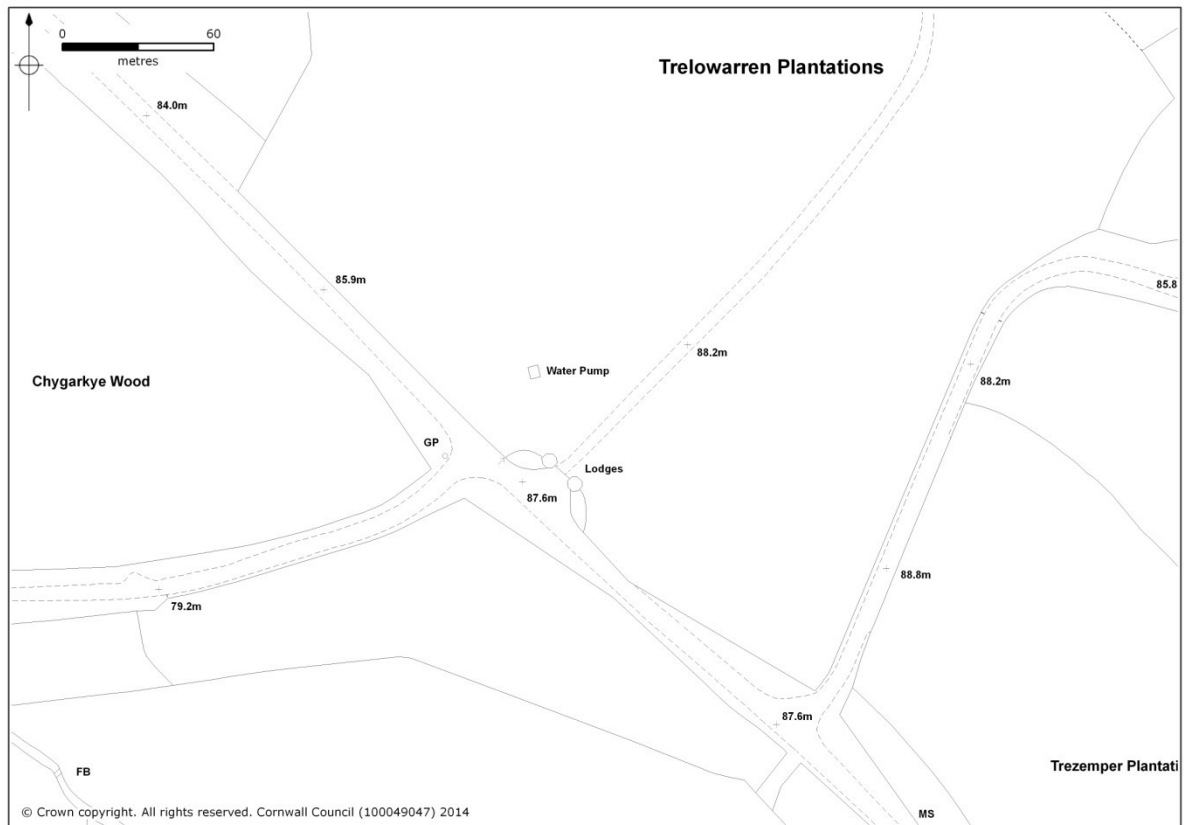 0 60
metres
Trelowarren Plantations
84.0m
85.9m
85.8
88.2m
Water Pump
88.2m
Chygarkye Wood
GP
Lodges
87.6m
88.8m
79.2m
87.6m
Trezemper Plantati
FB
MS
© Crown copyright. All rights reserved. Cornwall Council (100049047) 2014